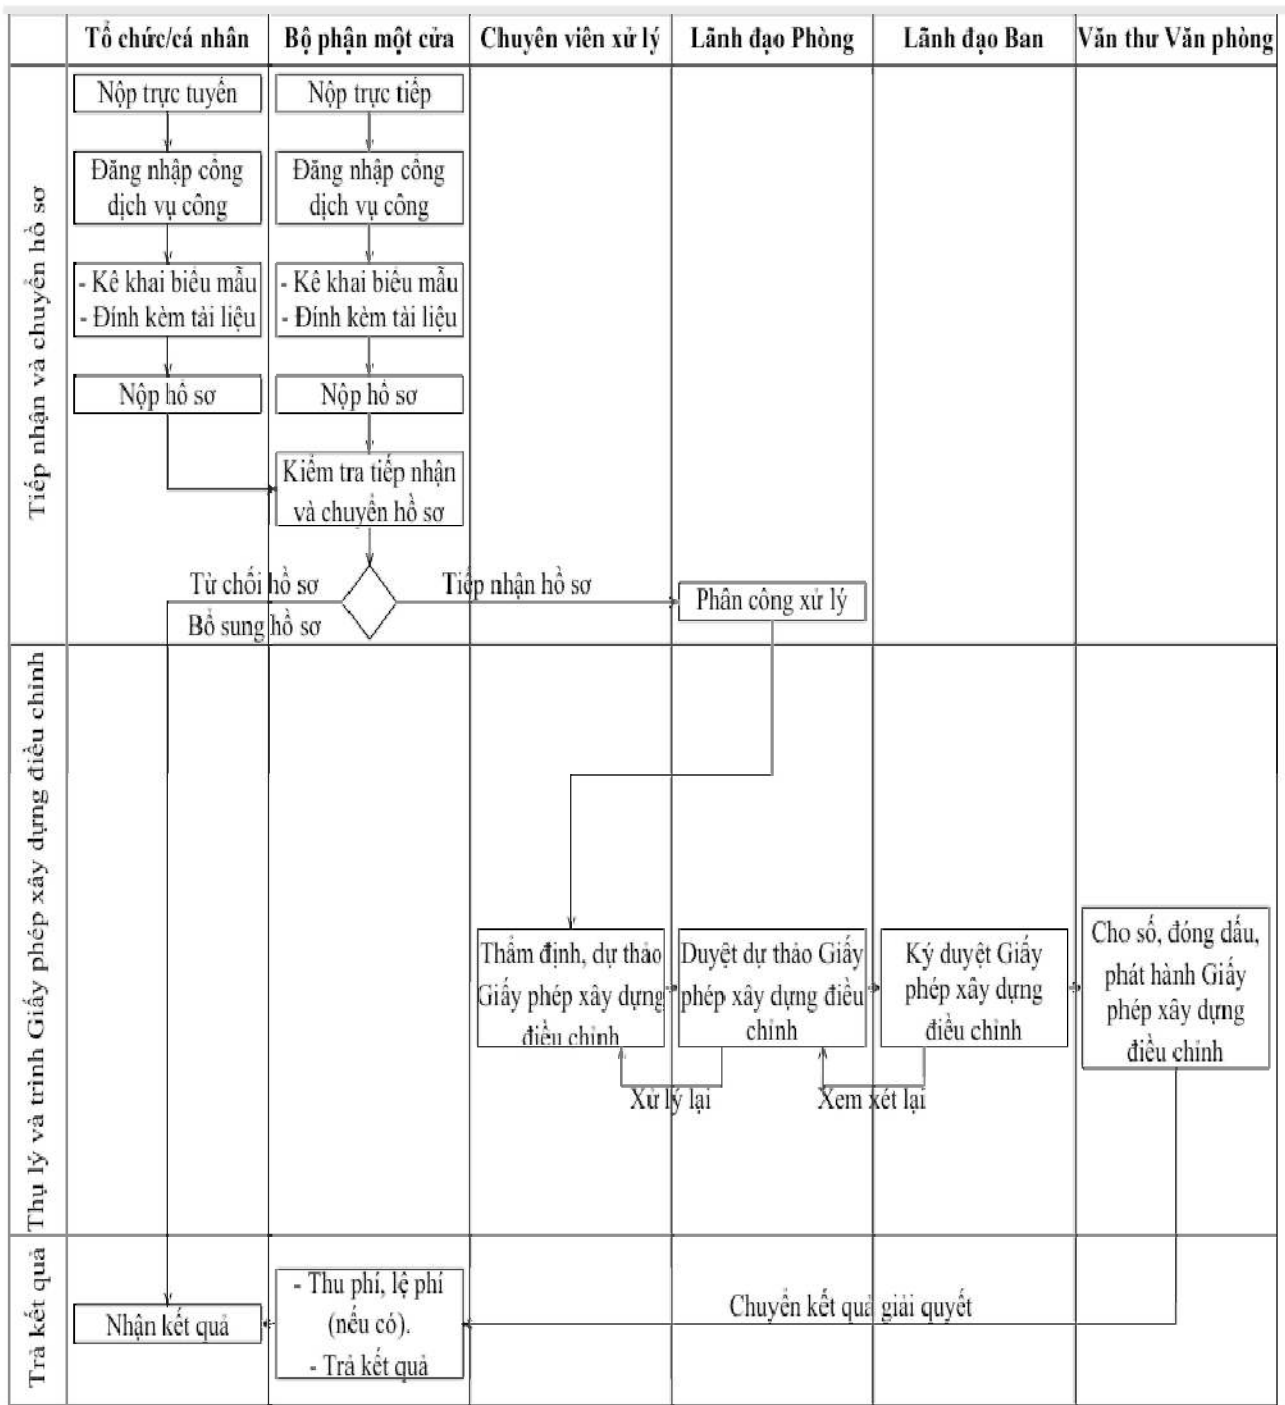 Tổ chức/cá nhân
Bộ phận một cửa
Chuyên viên xử lý
Lãnh đạo Phòng
Lãnh đạo Ban
Văn thư Văn phòng
Tiếp nhận và chuyển hồ sơ
Nộp trực tuyến
Nộp trực tiếp
Đăng nhập cổng
dịch vụ công
Đăng nhập cổng
dịch vụ công
- Kê khai biểu mẫu
- Đính kèm tài liệu
- Kê khai biểu mẫu
- Đính kèm tài liệu
Nộp hồ sơ
Nộp hồ sơ
Kiểm tra tiếp nhận
và chuyển hồ sơ
Từ chối hồ sơ
Bổ sung hồ sơ
Tiếp nhận hồ sơ
Phân công xử lý
Thụ lý và trình Giấy phép xây dựng điều chỉnh
Thẩm định, dự thảo
Giấy phép xây dựng
điều chỉnh
Duyệt dự thảo Giấy
phép xây dựng điều
chỉnh
Ký duyệt Giấy
phép xây dựng
điều chỉnh
Cho số, đóng dấu,
phát hành Giấy
phép xây dựng
điều chỉnh
Xử lý lại
Xem xét lại
Trả kết quả
Nhận kết quả
- Thu phí, lệ phí
(nếu có).
- Trả kết quả
Chuyển kết quả giải quyết